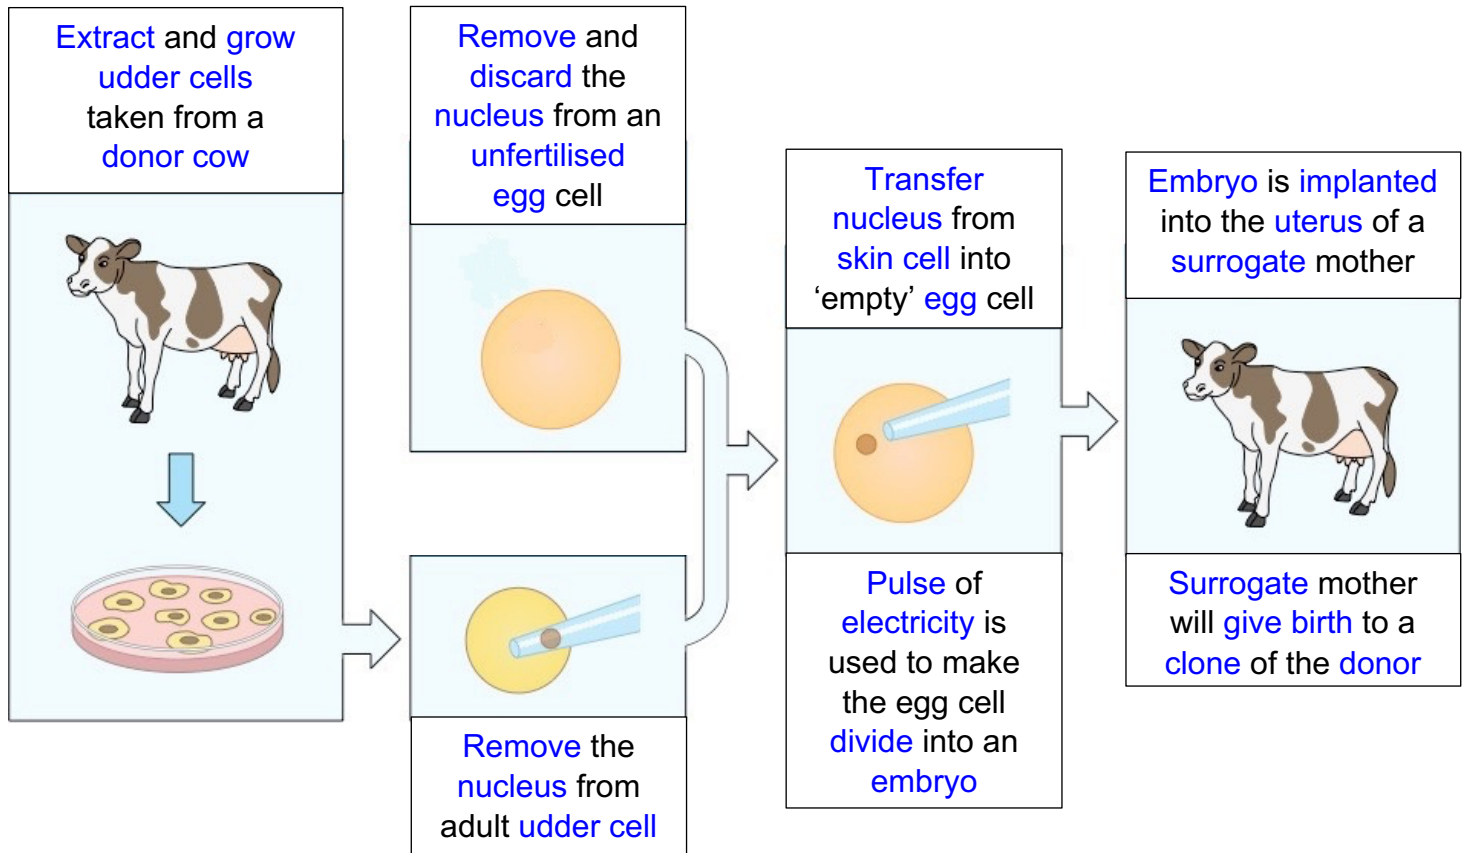 Extract and grow
udder cells
taken from a
donor cow
Remove and
discard the
nucleus from an
unfertilised
egg cell
Remove the
nucleus from
adult udder cell
Transfer
nucleus from
skin cell into
‘empty’ egg cell
Pulse of
electricity is
used to make
the egg cell
divide into an
embryo
Embryo is implanted
into the uterus of a
surrogate mother
Surrogate mother
will give birth to a
clone of the donor